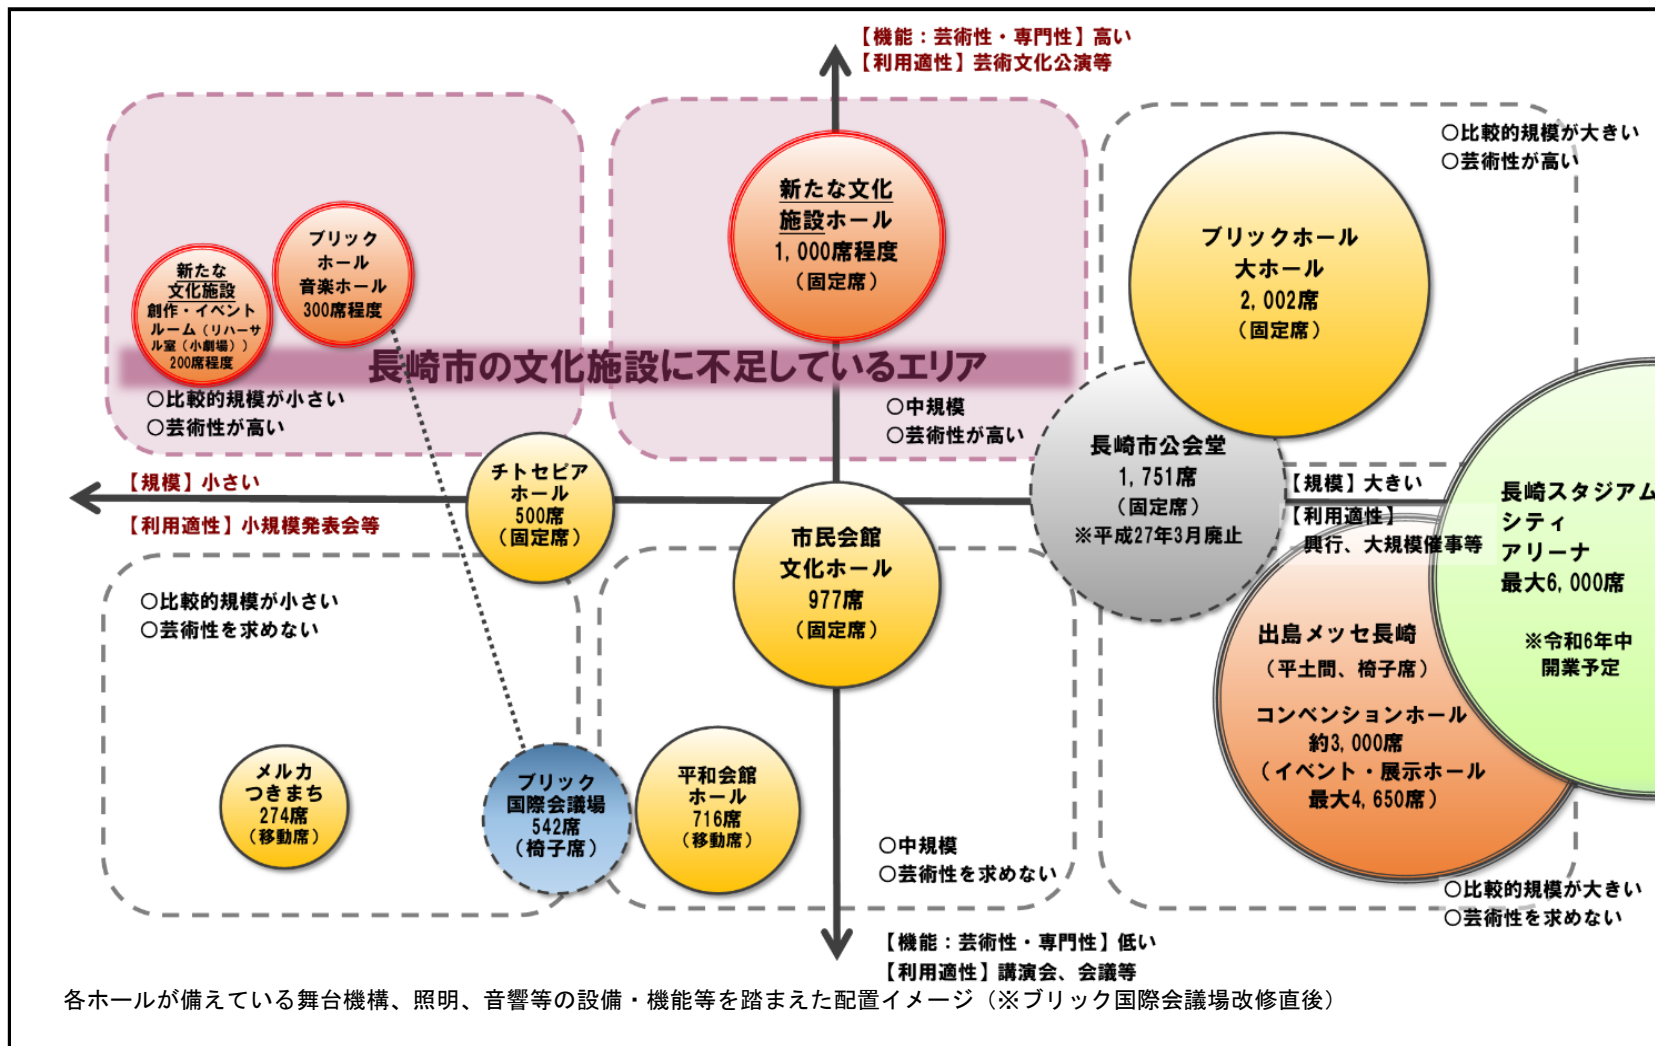 【機能：芸術性・専門性】高い
【利用適性】芸術文化公演等
○比較的規模が大きい
○芸術性が高い
新たな文化
施設ホール
1,000席程度
（固定席）
ブリックホール
大ホール
2,002席
（固定席）
ブリック
ホール
音楽ホール
300席程度
新たな
文化施設
創作・イベント
ルーム（リハーサ
ル室（小劇場））
200席程度
長崎市の文化施設に不足しているエリア
○比較的規模が小さい
○芸術性が高い
○中規模
○芸術性が高い
長崎市公会堂
1,751席
（固定席）
※平成27年3月廃止
【規模】小さい
【利用適性】小規模発表会等
チトセピア
ホール
500席
（固定席）
【規模】大きい
【利用適性】
興行、大規模催事等
長崎スタジアム
シティ
アリーナ
最大6,000席
※令和6年中
開業予定
市民会館
文化ホール
977席
（固定席）
○比較的規模が小さい
○芸術性を求めない
出島メッセ長崎
（平土間、椅子席）
コンベンションホール
約3,000席
（イベント・展示ホール
最大4,650席）
メルカ
つきまち
274席
（移動席）
ブリック
国際会議場
542席
（椅子席）
平和会館
ホール
716席
（移動席）
○中規模
○芸術性を求めない
○比較的規模が大きい
○芸術性を求めない
【機能：芸術性・専門性】低い
【利用適性】講演会、会議等
各ホールが備えている舞台機構、照明、音響等の設備・機能等を踏まえた配置イメージ（※ブリック国際会議場改修直後）